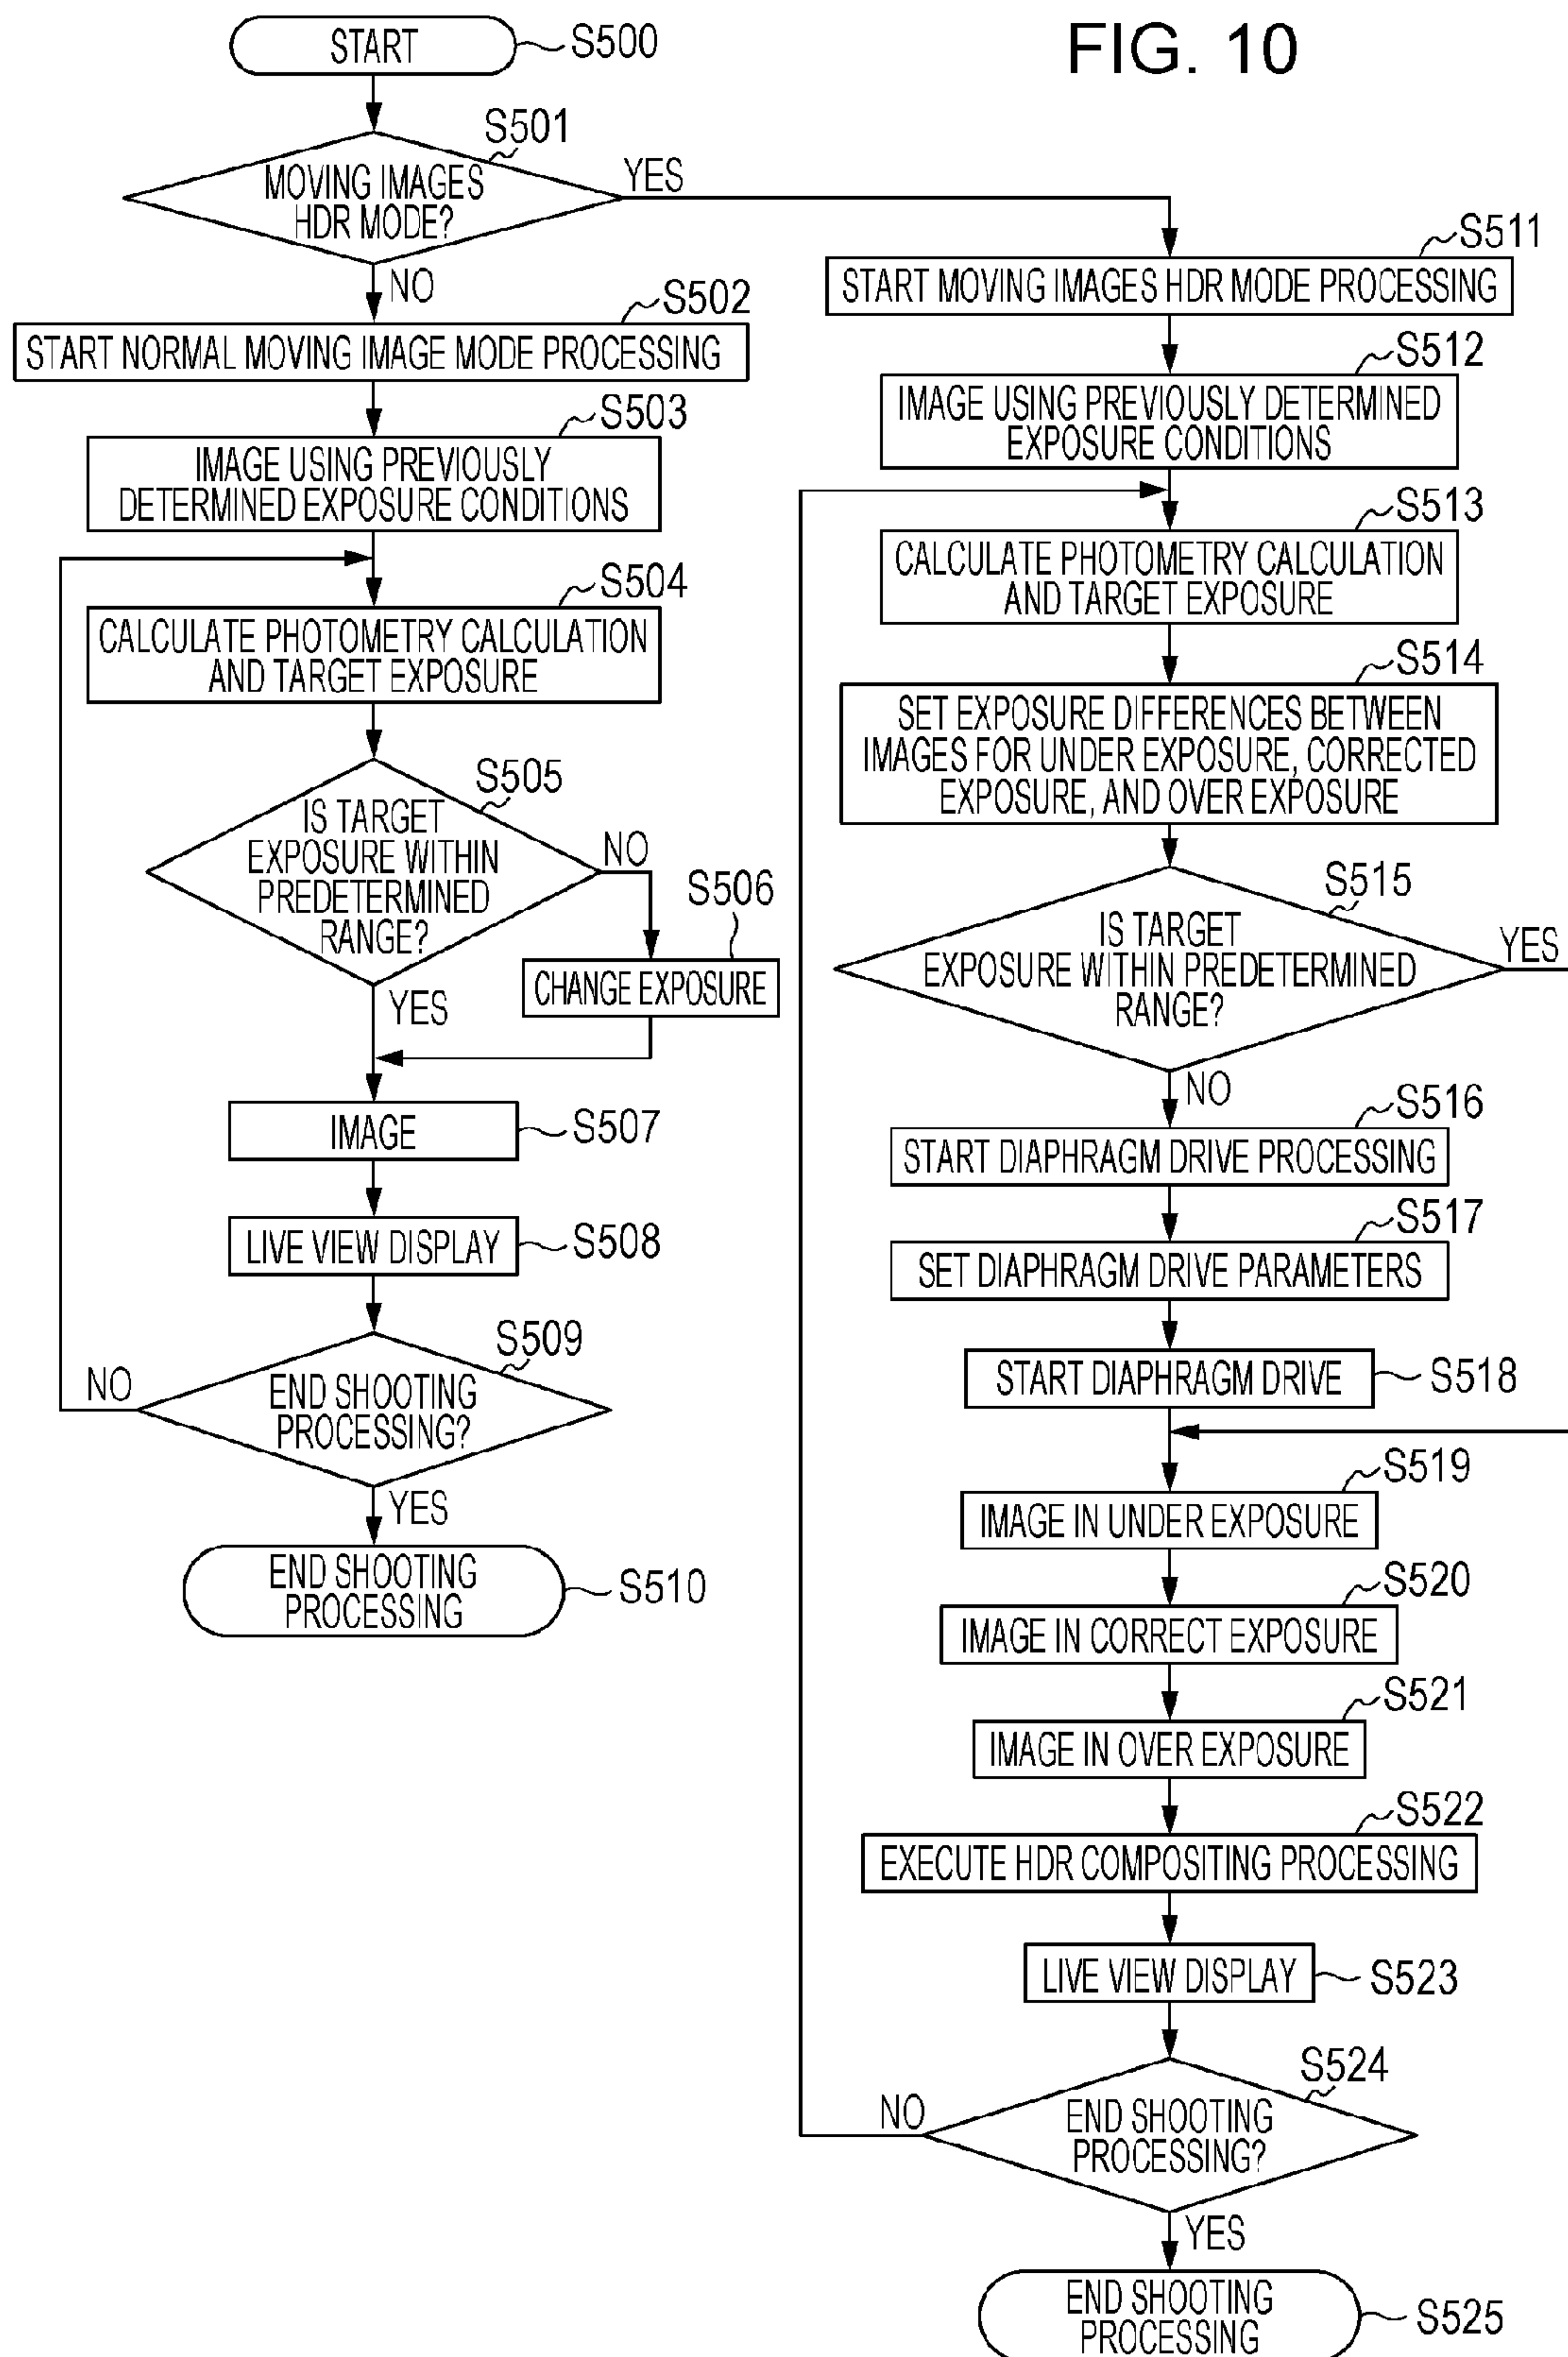 FIG. 10
START
S500
S501
MOVING IMAGES
HDR MODE?
YES
NO
S502
START NORMAL MOVING IMAGE MODE PROCESSING
S503
IMAGE USING PREVIOUSLY
DETERMINED EXPOSURE CONDITIONS
S504
CALCULATE PHOTOMETRY CALCULATION
AND TARGET EXPOSURE
S505
IS TARGET
EXPOSURE WITHIN
PREDETERMINED
RANGE?
NO
S506
CHANGE EXPOSURE
YES
IMAGE
S507
LIVE VIEW DISPLAY
S508
S509
END SHOOTING
PROCESSING?
NO
YES
END SHOOTING
PROCESSING
S510
S511
START MOVING IMAGES HDR MODE PROCESSING
S512
IMAGE USING PREVIOUSLY DETERMINED
EXPOSURE CONDITIONS
S513
CALCULATE PHOTOMETRY CALCULATION
AND TARGET EXPOSURE
S514
SET EXPOSURE DIFFERENCES BETWEEN
IMAGES FOR UNDER EXPOSURE, CORRECTED
EXPOSURE, AND OVER EXPOSURE
S515
IS TARGET
EXPOSURE WITHIN PREDETERMINED
RANGE?
YES
NO
S516
START DIAPHRAGM DRIVE PROCESSING
S517
SET DIAPHRAGM DRIVE PARAMETERS
START DIAPHRAGM DRIVE
S518
S519
IMAGE IN UNDER EXPOSURE
S520
IMAGE IN CORRECT EXPOSURE
S521
IMAGE IN OVER EXPOSURE
S522
EXECUTE HDR COMPOSITING PROCESSING
LIVE VIEW DISPLAY
S523
S524
END SHOOTING
PROCESSING?
NO
YES
END SHOOTING
PROCESSING
S525